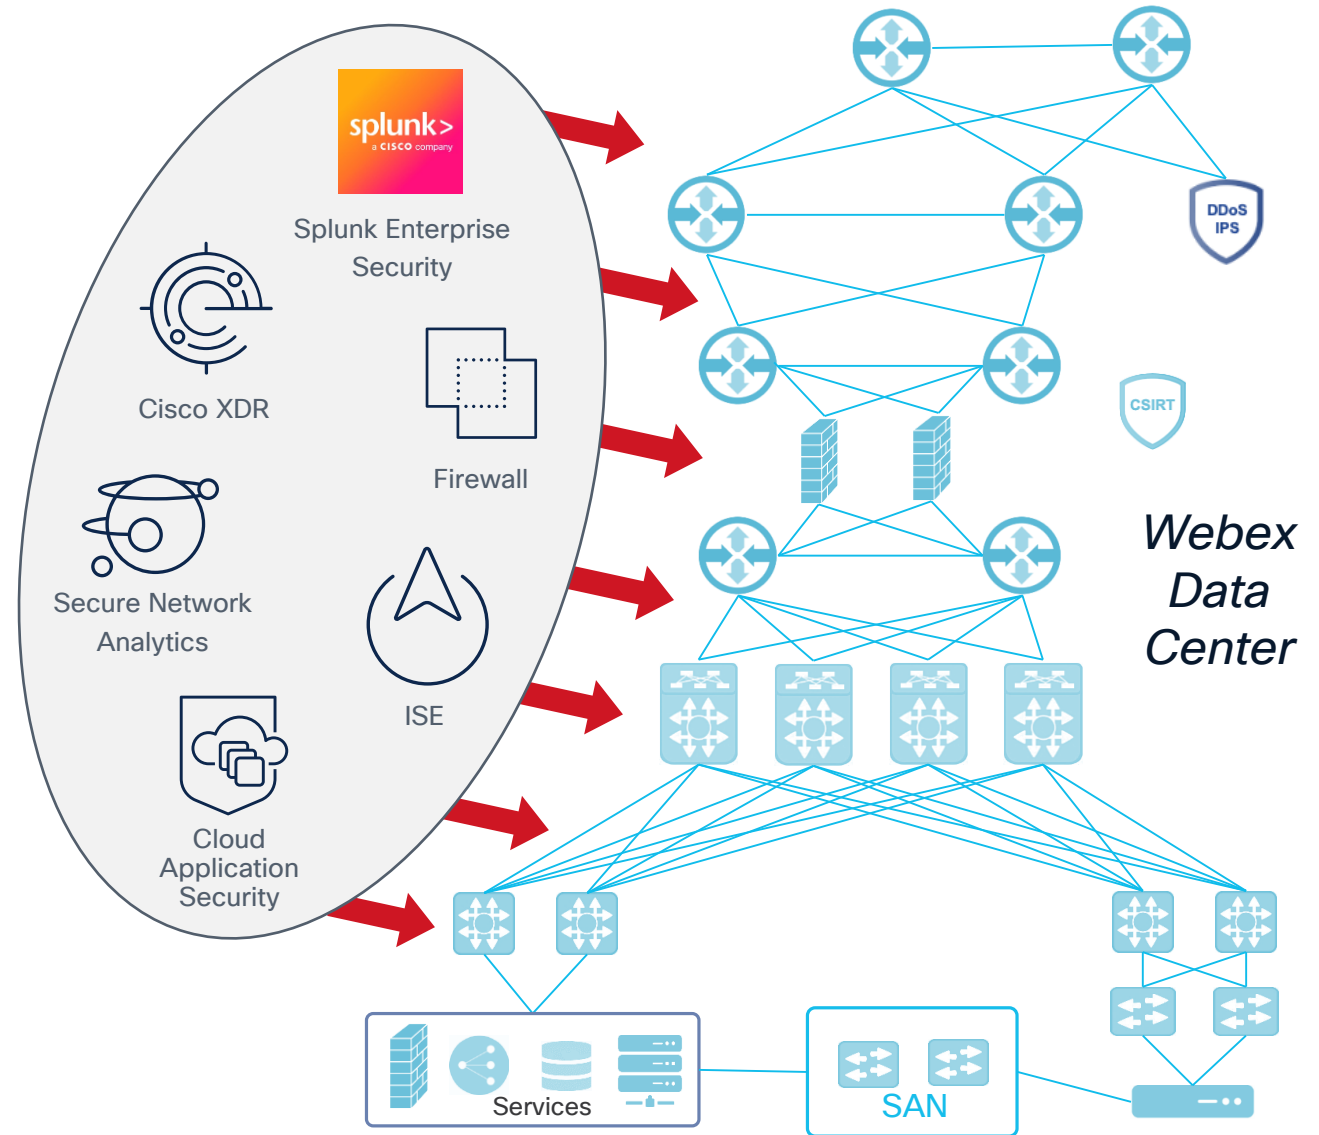 splunk>
a CISCO company
Splunk Enterprise
Security
Cisco XDR
Firewall
Secure Network
Analytics
ISE
Cloud
Application
Security
DDoS
IPS
CSIRT
Webex
Data
Center
Services
SAN